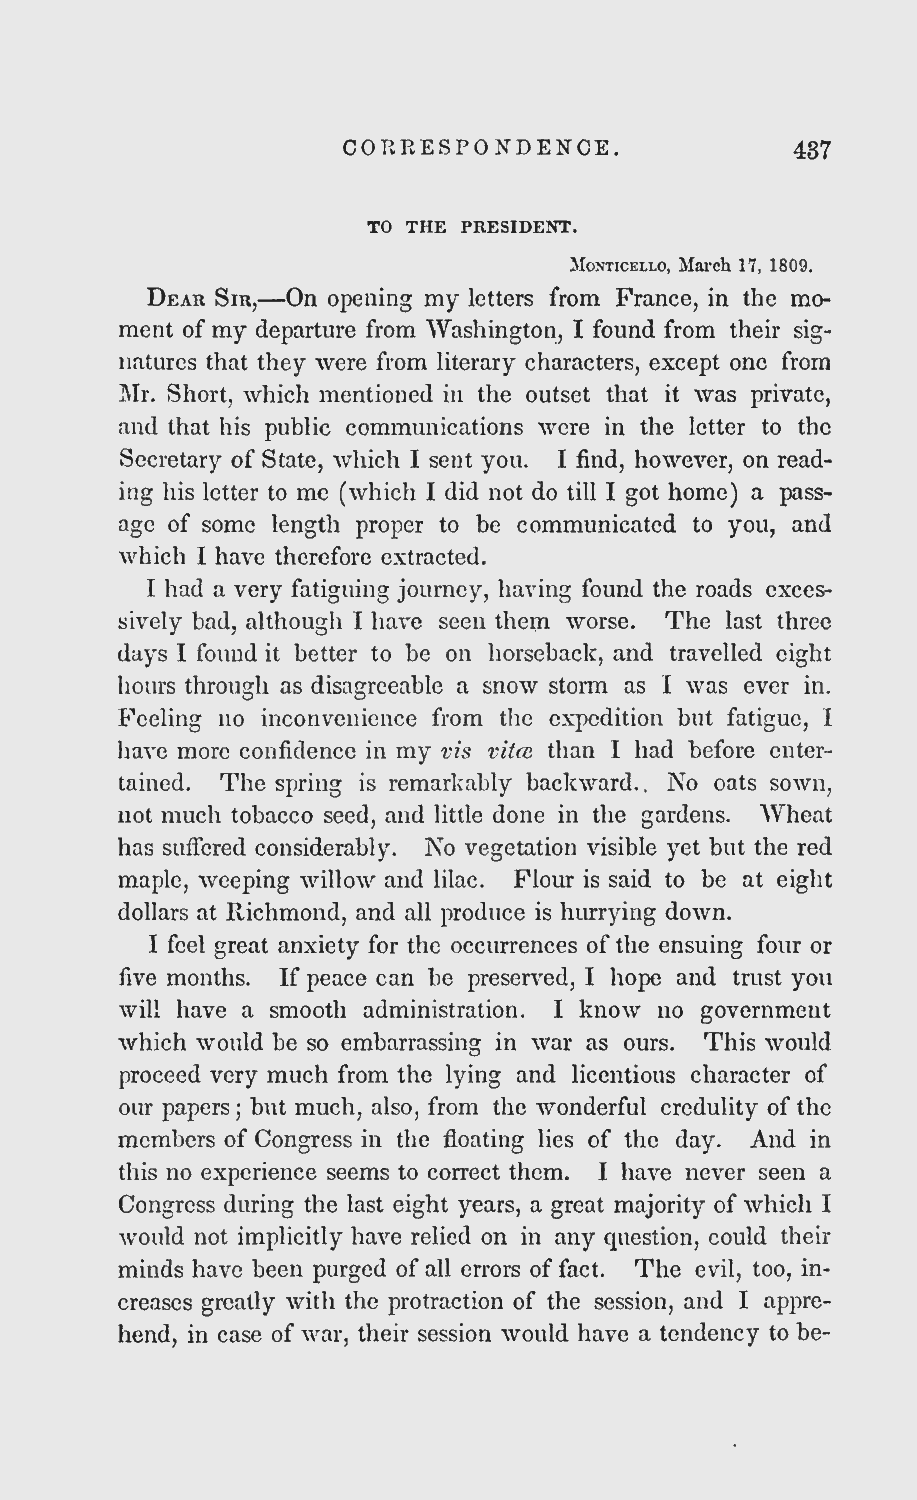 CORRESPONDENCE. 437
TO THE PRESIDENT.
MONTICELLO, March 17, 1809.
DEAR SIR,—On opening my letters from France, in the mo-
ment of my departure from Washington, I found from their sig-
natures that they were from literary characters, except one from
Mr. Short, which mentioned in the outset that it was private,
and that his public communications were in the letter to the
Secretary of State, which I sent you. I find, however, on read-
ing his letter to me (which I did not do till I got home) a pass-
age of some length proper to be communicated to you, and
which I have therefore extracted.
I had a very fatiguing journey, having found the roads exces-
sively bad, although I have seen them worse. The last three
days I found it better to be on horseback, and travelled eight
hours through as disagreeable a snow storm as I was ever in.
Feeling no inconvenience from the expedition but fatigue, I
have more confidence in my vis vitæ than I had before enter-
tained. The spring is remarkably backward.. No oats sown,
not much tobacco seed, and little done in the gardens. Wheat
has suffered considerably. No vegetation visible yet but the red
maple, weeping willow and lilac. Flour is said to be at eight
dollars at Richmond, and all produce is hurrying down.
I feel great anxiety for the occurrences of the ensuing four or
five months. If peace can be preserved, I hope and trust you
will have a smooth administration. I know no government
which would be so embarrassing in war as ours. This would
proceed very much from the lying and licentious character of
our papers; but much, also, from the wonderful credulity of the
members of Congress in the floating lies of the day. And in
this no experience seems to correct them. I have never seen a
Congress during the last eight years, a great majority of which I
would not implicitly have relied on in any question, could their
minds have been purged of all errors of fact. The evil, too, in-
creases greatly with the protraction of the session, and I appre-
hend, in case of war, their session would have a tendency to be-